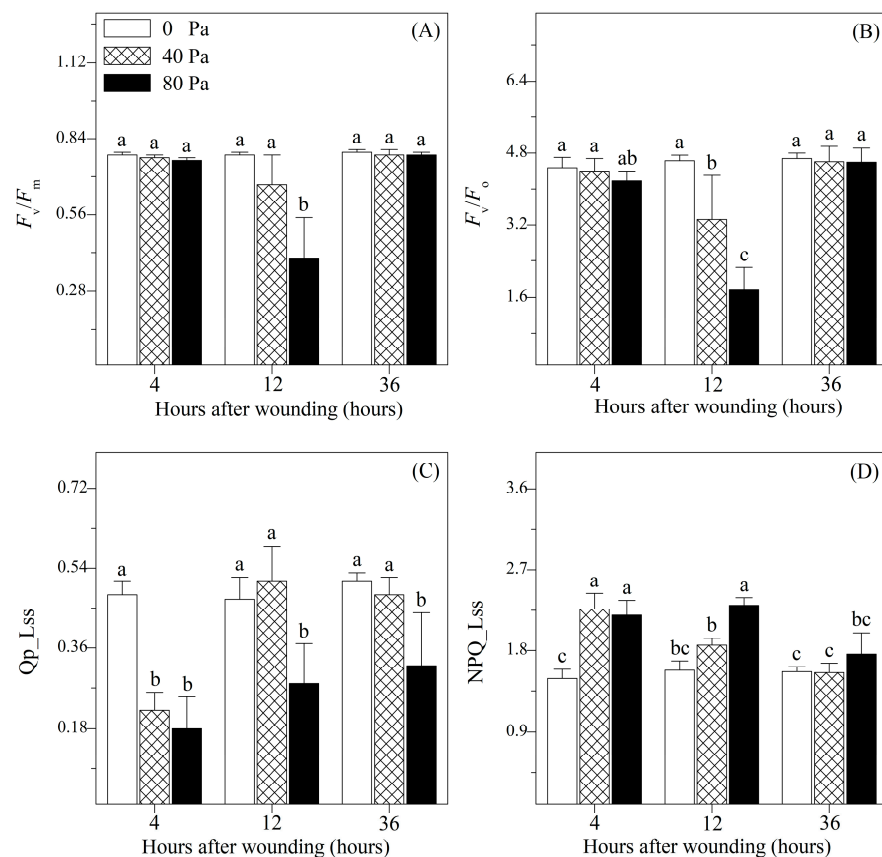 (A)
0 Pa
40 Pa
80 Pa
1.12
0.84
0.56
0.28
Fv/Fm
a a a a a b a a a
4 12 36
Hours after wounding (hours)
(B)
6.4
4.8
3.2
1.6
Fv/Fo
a a ab a b c a a a
4 12 36
Hours after wounding (hours)
(C)
0.72
0.54
0.36
0.18
Qp_Lss
a b b a a b a a b
4 12 36
Hours after wounding (hours)
(D)
3.6
2.7
1.8
0.9
NPQ_Lss
c a a bc b a c c bc
4 12 36
Hours after wounding (hours)